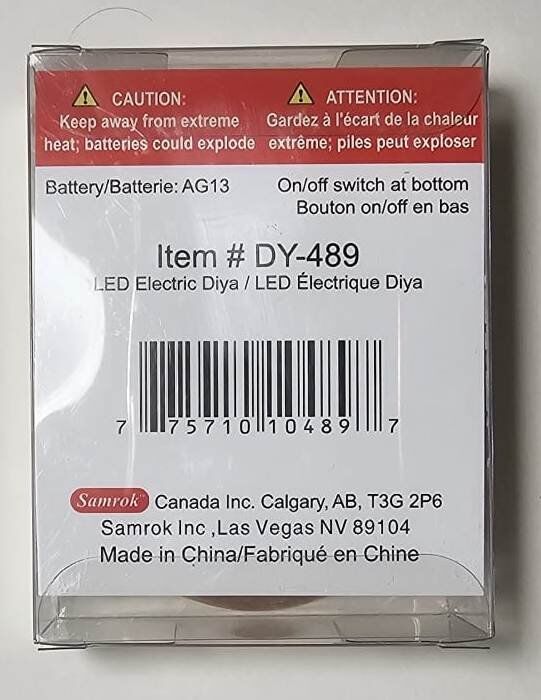 CAUTION:
Keep away from extreme
heat; batteries could explode
ATTENTION:
Gardez à l'écart de la chaleur
extrême; piles peut exploser
Battery/Batterie: AG13
On/off switch at bottom
Bouton on/off en bas
Item # DY-489
LED Electric Diya / LED Électrique Diya
7 75710 10489 7
Samrok™ Canada Inc. Calgary, AB, T3G 2P6
Samrok Inc ,Las Vegas NV 89104
Made in China/Fabriqué en Chine